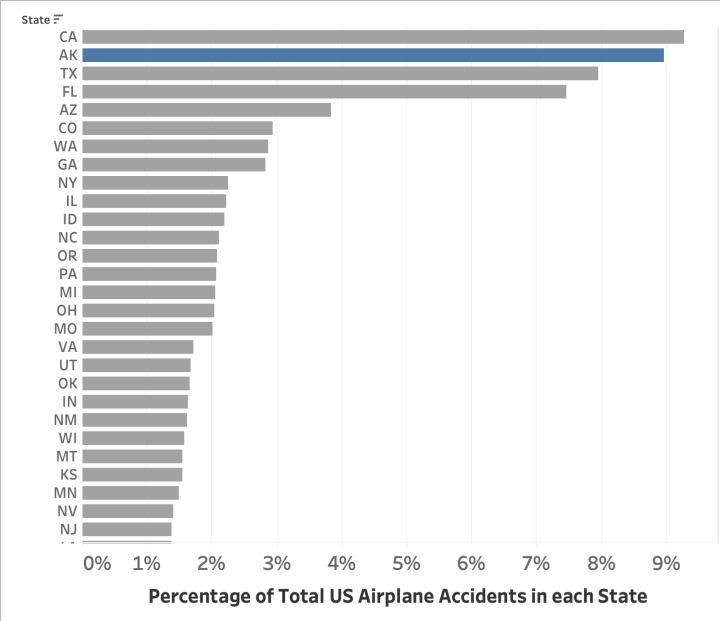 State
CA
AK
TX
FL
AZ
CO
WA
GA
NY
IL
ID
NC
OR
PA
MI
OH
MO
VA
UT
OK
IN
NM
WI
MT
KS
MN
NV
NJ
0% 1% 2% 3% 4% 5% 6% 7% 8% 9%
Percentage of Total US Airplane Accidents in each State